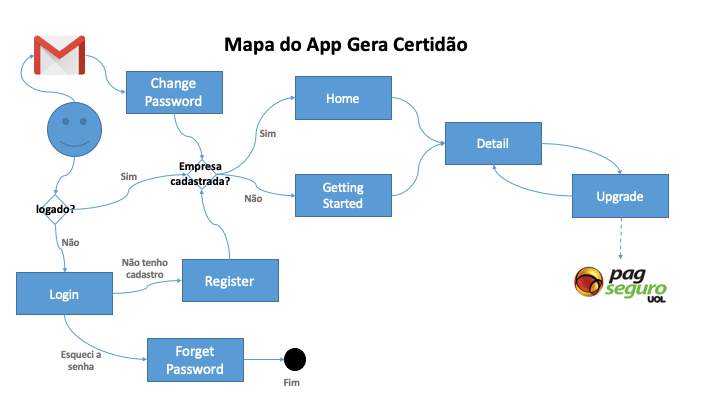 Mapa do App Gera Certidão
Change
Password
Home
Sim
Detail
Empresa
cadastrada?
Sim
Não
Getting
Started
Upgrade
logado?
Não
Não tenho
cadastro
Register
Login
pag
seguro
UOL
Esqueci a
senha
Forget
Password
Fim